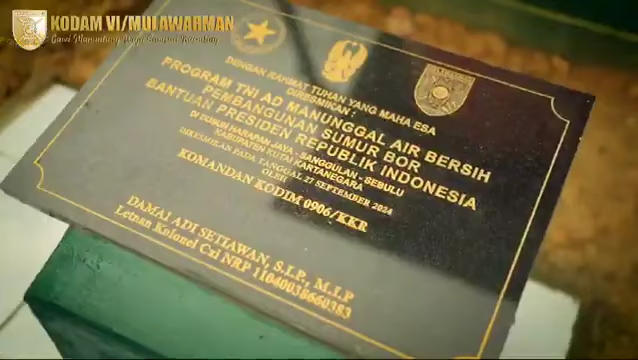 KODAM VI/MULAWARMAN
DENGAN RAHMAT TUHAN YANG MAHA ESA
DIRESMIKAN :
PROGRAM TNI AD MANUNGGAL AIR BERSIH
PEMBANGUNAN SUMUR BOR
BANTUAN PRESIDEN REPUBLIK INDONESIA
DI DUSUN HARAPAN JAYA - SANGGULAN - SEBULU
KABUPATEN KUTAI KARTANEGARA
DIRESMIKAN PADA TANGGAL 27 SEPTEMBER 2024
OLEH
KOMANDAN KODIM 0906/KKR
DAMAI ADI SETIAWAN, S.I.P., M.I.P
Letnan Kolonel Czi NRP 11040038660383